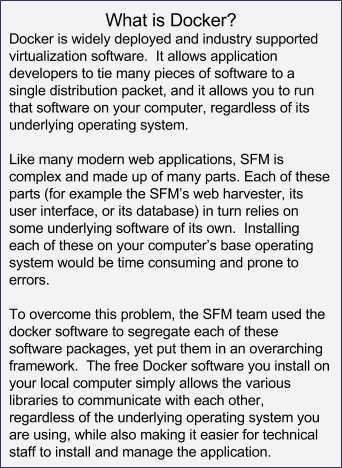 What is Docker?
Docker is widely deployed and industry supported
virtualization software.  It allows application
developers to tie many pieces of software to a
single distribution packet, and it allows you to run
that software on your computer, regardless of its
underlying operating system.

Like many modern web applications, SFM is
complex and made up of many parts. Each of these
parts (for example the SFM's web harvester, its
user interface, or its database) in turn relies on
some underlying software of its own.  Installing
each of these on your computer's base operating
system would be time consuming and prone to
errors.

To overcome this problem, the SFM team used the
docker software to segregate each of these
software packages, yet put them in an overarching
framework.  The free Docker software you install on
your local computer simply allows the various
libraries to communicate with each other,
regardless of the underlying operating system you
are using, while also making it easier for technical
staff to install and manage the application.